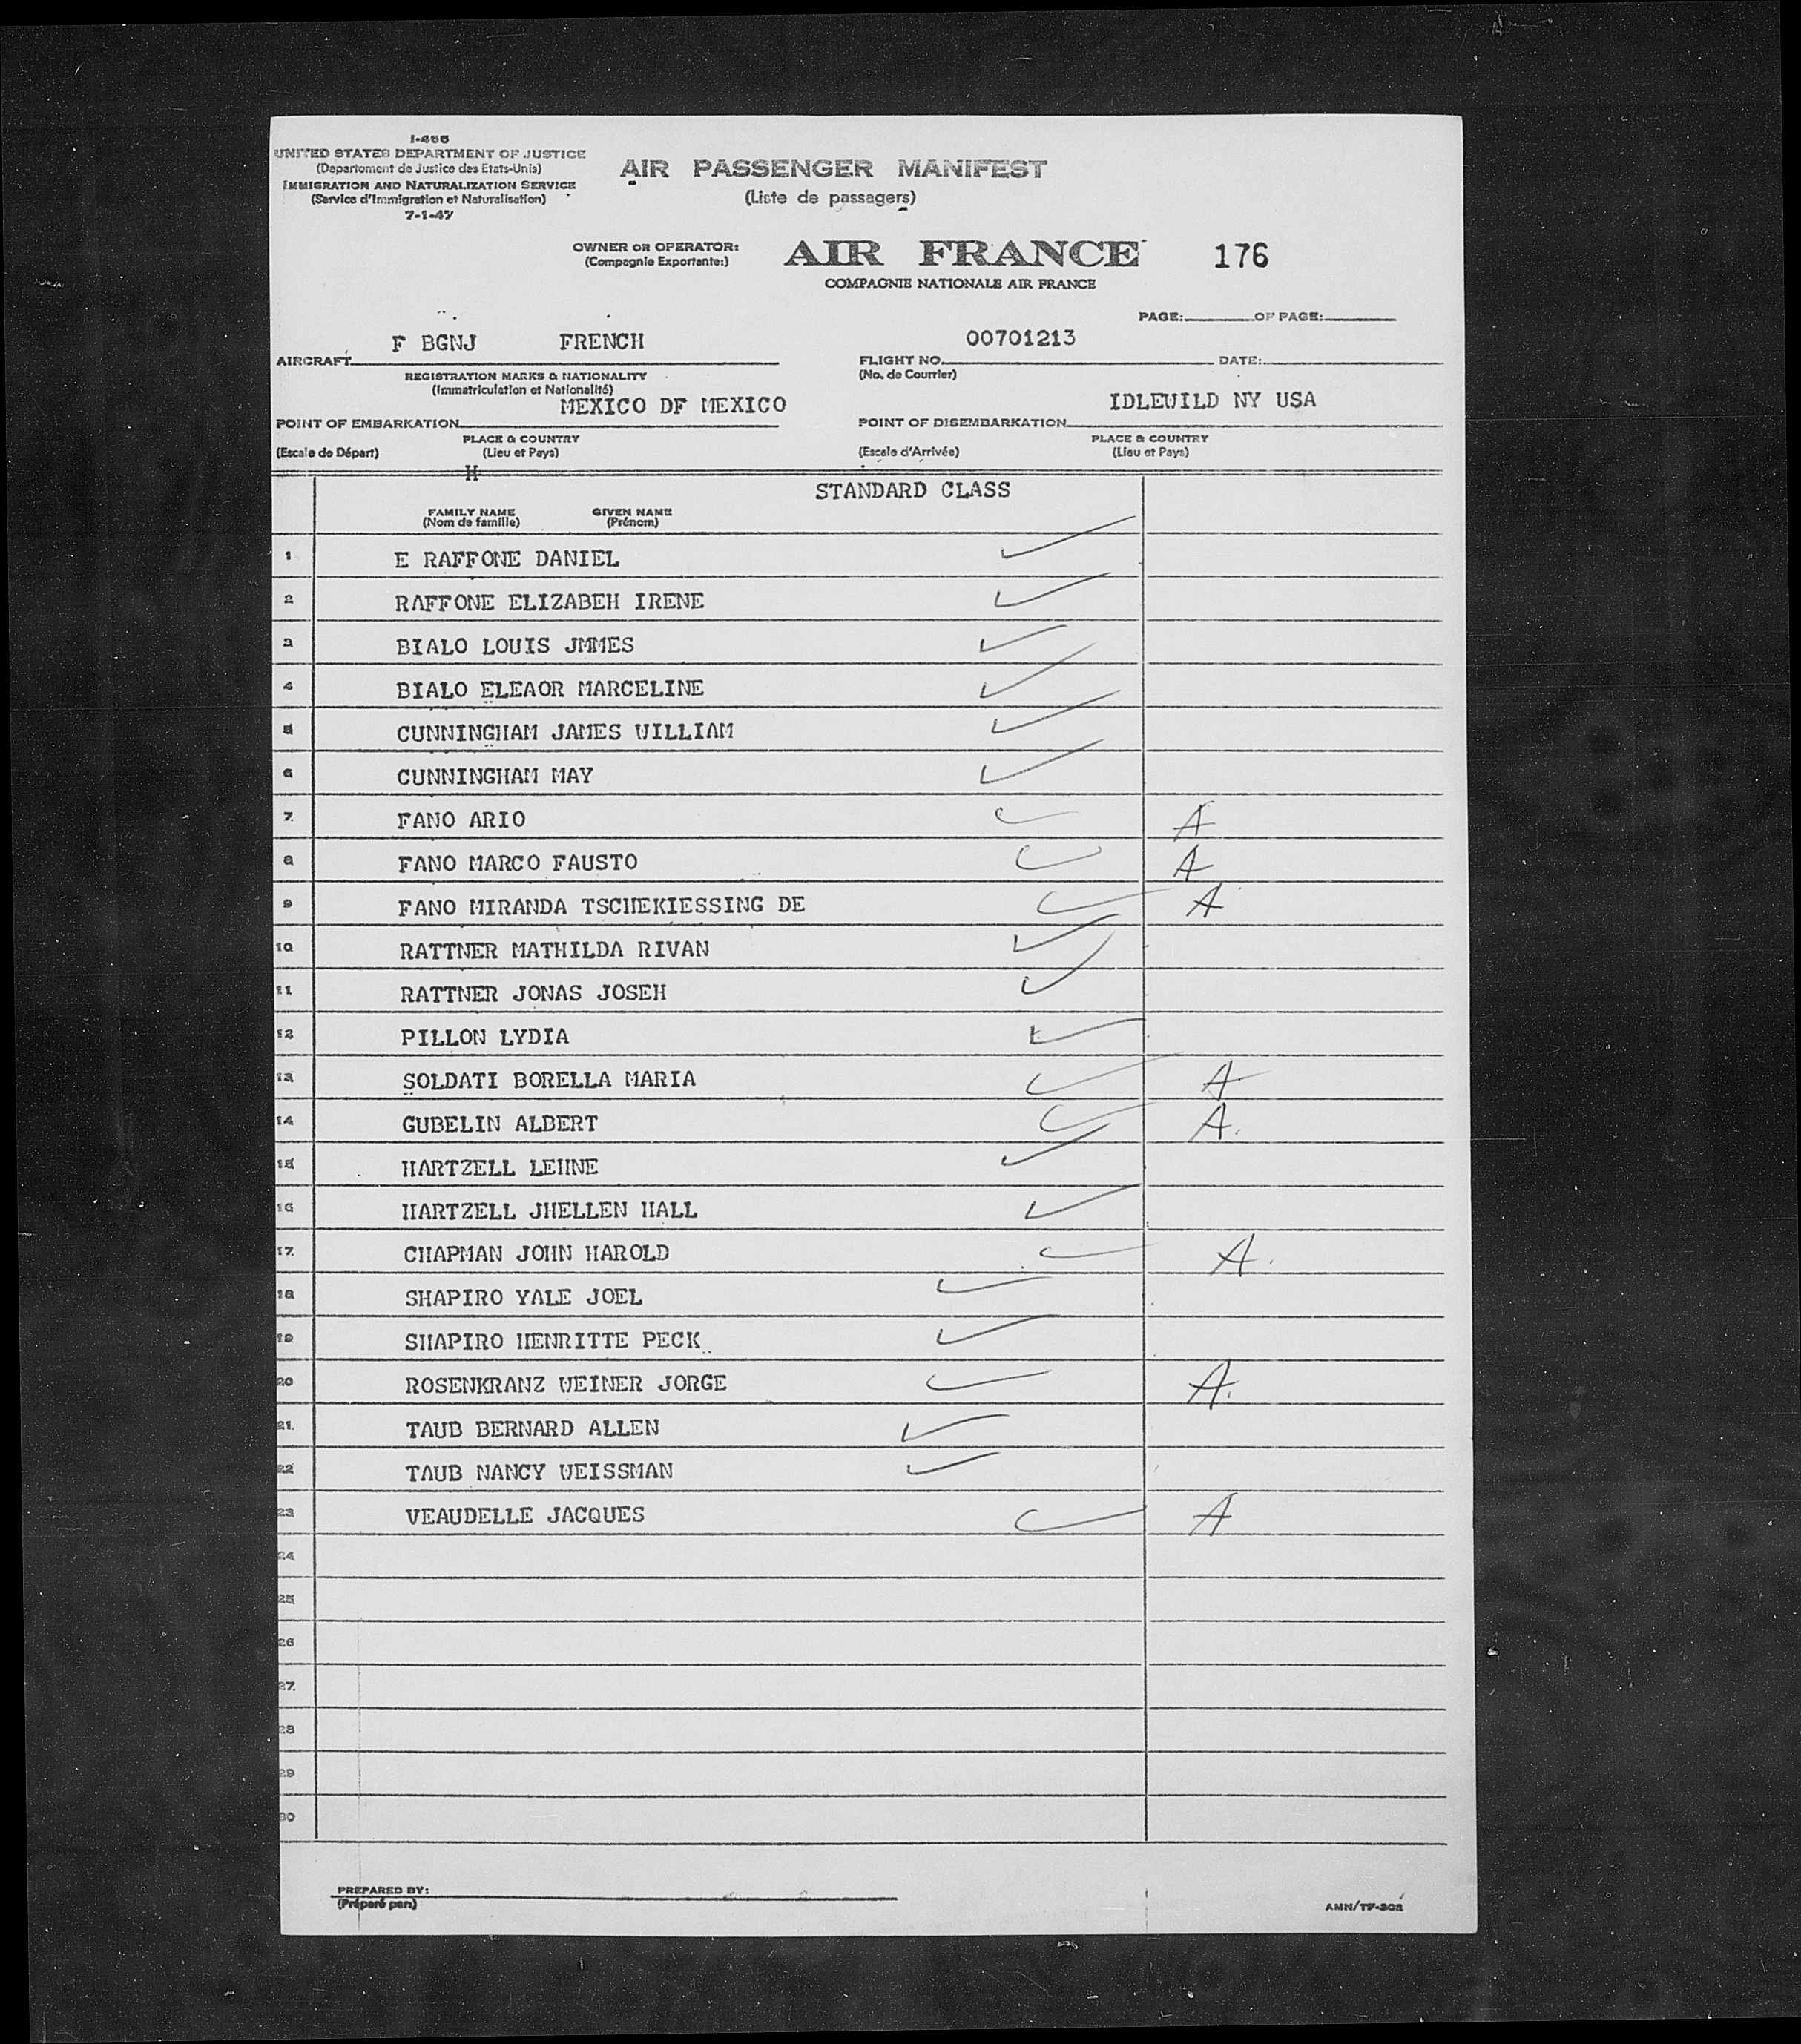 I-466
UNITED STATES DEPARTMENT OF JUSTICE
(Departement de Justice des Etats-Unis)
IMMIGRATION AND NATURALIZATION SERVICE
(Service d'Immigration et Naturalisation)
7-1-47
AIR PASSENGER MANIFEST
(Liste de passagers)
OWNER OR OPERATOR:
(Compagnie Exportante:)
AIR FRANCE 176
COMPAGNIE NATIONALE AIR FRANCE
PAGE: OF PAGE:
F BGNJ FRENCH 00701213
AIRCRAFT FLIGHT NO. DATE:
REGISTRATION MARKS & NATIONALITY (No. de Courrier)
(Immatriculation et Nationalité)
MEXICO DF MEXICO IDLEWILD NY USA
POINT OF EMBARKATION POINT OF DISEMBARKATION
PLACE & COUNTRY PLACE & COUNTRY
(Escale de Départ) (Lieu et Pays) (Escale d'Arrivée) (Lieu et Pays)
H
STANDARD CLASS
FAMILY NAME GIVEN NAME
(Nom de famille) (Prénom)
1 E RAFFONE DANIEL
2 RAFFONE ELIZABEH IRENE
3 BIALO LOUIS JMMES
4 BIALO ELEAOR MARCELINE
5 CUNNINGHAM JAMES WILLIAM
6 CUNNINGHAM MAY
7 FANO ARIO A
8 FANO MARCO FAUSTO A
9 FANO MIRANDA TSCHEKIESSING DE A
10 RATTNER MATHILDA RIVAN
11 RATTNER JONAS JOSEH
12 PILLON LYDIA
13 SOLDATI BORELLA MARIA A
14 GUBELIN ALBERT A.
15 HARTZELL LEHNE
16 HARTZELL JHELLEN HALL
17 CHAPMAN JOHN HAROLD A.
18 SHAPIRO YALE JOEL
19 SHAPIRO HENRITTE PECK
20 ROSENKRANZ WEINER JORGE A.
21 TAUB BERNARD ALLEN
22 TAUB NANCY WEISSMAN
23 VEAUDELLE JACQUES A
24
25
26
27
28
29
30
PREPARED BY:
(Préparé par:)
AMN/TF-302